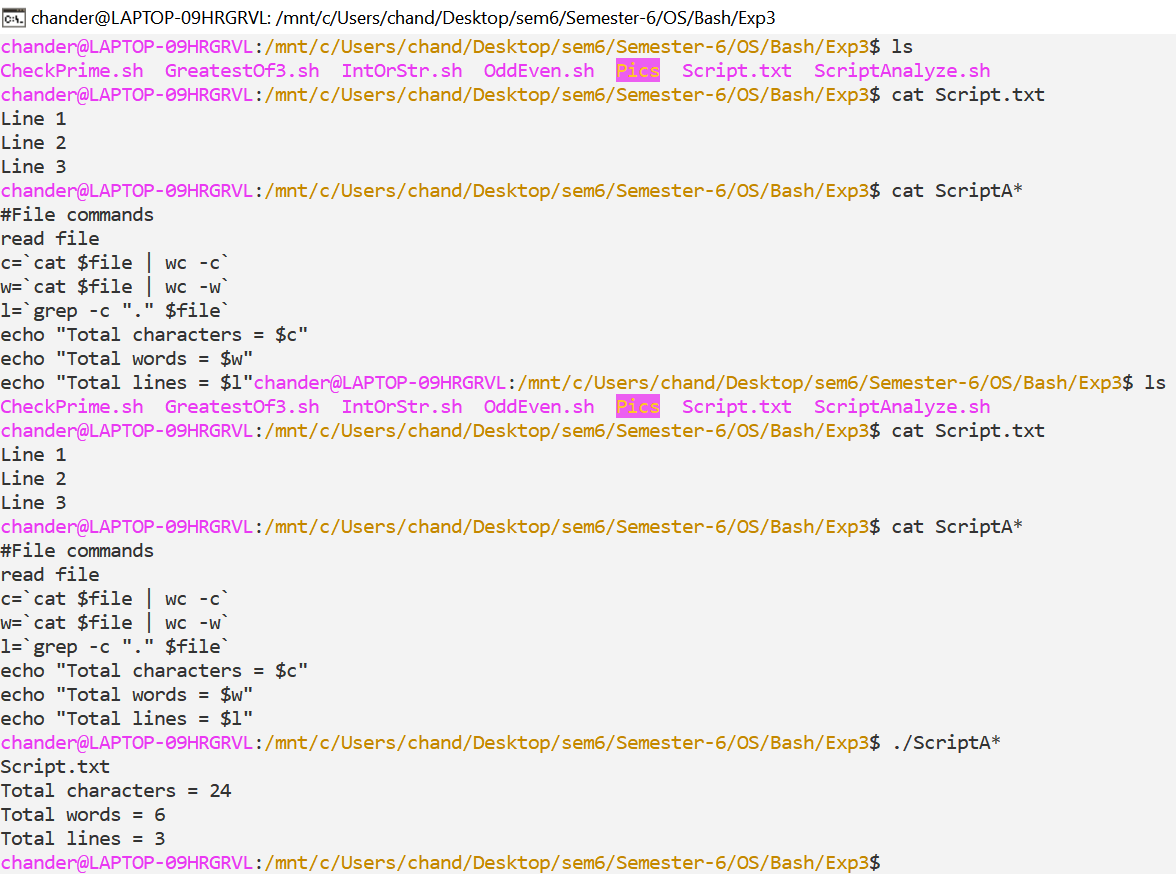 chander@LAPTOP-09HRGRVL: /mnt/c/Users/chand/Desktop/sem6/Semester-6/OS/Bash/Exp3
chander@LAPTOP-09HRGRVL:/mnt/c/Users/chand/Desktop/sem6/Semester-6/OS/Bash/Exp3$ ls
CheckPrime.sh  GreatestOf3.sh  IntOrStr.sh  OddEven.sh  Pics  Script.txt  ScriptAnalyze.sh
chander@LAPTOP-09HRGRVL:/mnt/c/Users/chand/Desktop/sem6/Semester-6/OS/Bash/Exp3$ cat Script.txt
Line 1
Line 2
Line 3
chander@LAPTOP-09HRGRVL:/mnt/c/Users/chand/Desktop/sem6/Semester-6/OS/Bash/Exp3$ cat ScriptA*
#File commands
read file
c=`cat $file | wc -c`
w=`cat $file | wc -w`
l=`grep -c "." $file`
echo "Total characters = $c"
echo "Total words = $w"
echo "Total lines = $l"chander@LAPTOP-09HRGRVL:/mnt/c/Users/chand/Desktop/sem6/Semester-6/OS/Bash/Exp3$ ls
CheckPrime.sh  GreatestOf3.sh  IntOrStr.sh  OddEven.sh  Pics  Script.txt  ScriptAnalyze.sh
chander@LAPTOP-09HRGRVL:/mnt/c/Users/chand/Desktop/sem6/Semester-6/OS/Bash/Exp3$ cat Script.txt
Line 1
Line 2
Line 3
chander@LAPTOP-09HRGRVL:/mnt/c/Users/chand/Desktop/sem6/Semester-6/OS/Bash/Exp3$ cat ScriptA*
#File commands
read file
c=`cat $file | wc -c`
w=`cat $file | wc -w`
l=`grep -c "." $file`
echo "Total characters = $c"
echo "Total words = $w"
echo "Total lines = $l"
chander@LAPTOP-09HRGRVL:/mnt/c/Users/chand/Desktop/sem6/Semester-6/OS/Bash/Exp3$ ./ScriptA*
Script.txt
Total characters = 24
Total words = 6
Total lines = 3
chander@LAPTOP-09HRGRVL:/mnt/c/Users/chand/Desktop/sem6/Semester-6/OS/Bash/Exp3$